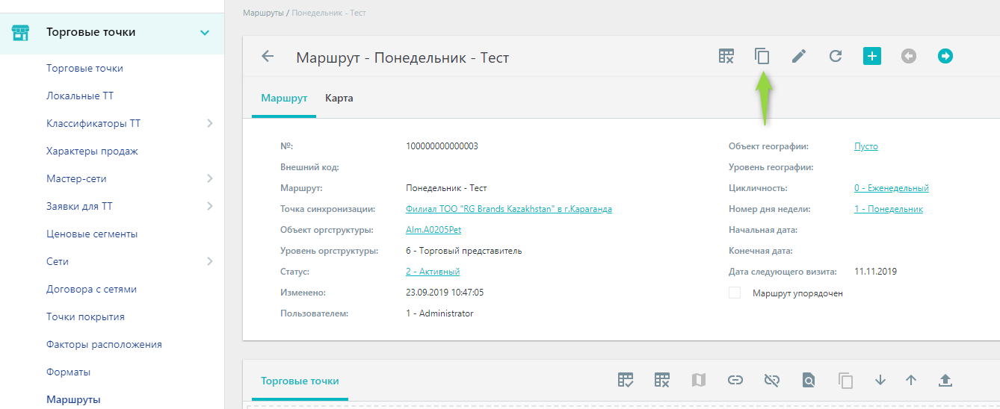 Торговые точки
Торговые точки
Локальные ТТ
Классификаторы ТТ
Характеры продаж
Мастер-сети
Заявки для ТТ
Ценовые сегменты
Сети
Договора с сетями
Точки покрытия
Факторы расположения
Форматы
Маршруты
Маршруты / Понедельник - Тест
Маршрут - Понедельник - Тест
Маршрут Карта
№: 100000000000003
Внешний код:
Маршрут: Понедельник - Тест
Точка синхронизации: Филиал ТОО "RG Brands Kazakhstan" в г.Караганда
Объект оргструктуры: Alm.A0205Pet
Уровень оргструктуры: 6 - Торговый представитель
Статус: 2 - Активный
Изменено: 23.09.2019 10:47:05
Пользователем: 1 - Administrator
Объект географии: Пусто
Уровень географии:
Цикличность: 0 - Еженедельный
Номер дня недели: 1 - Понедельник
Начальная дата:
Конечная дата:
Дата следующего визита: 11.11.2019
Маршрут упорядочен
Торговые точки